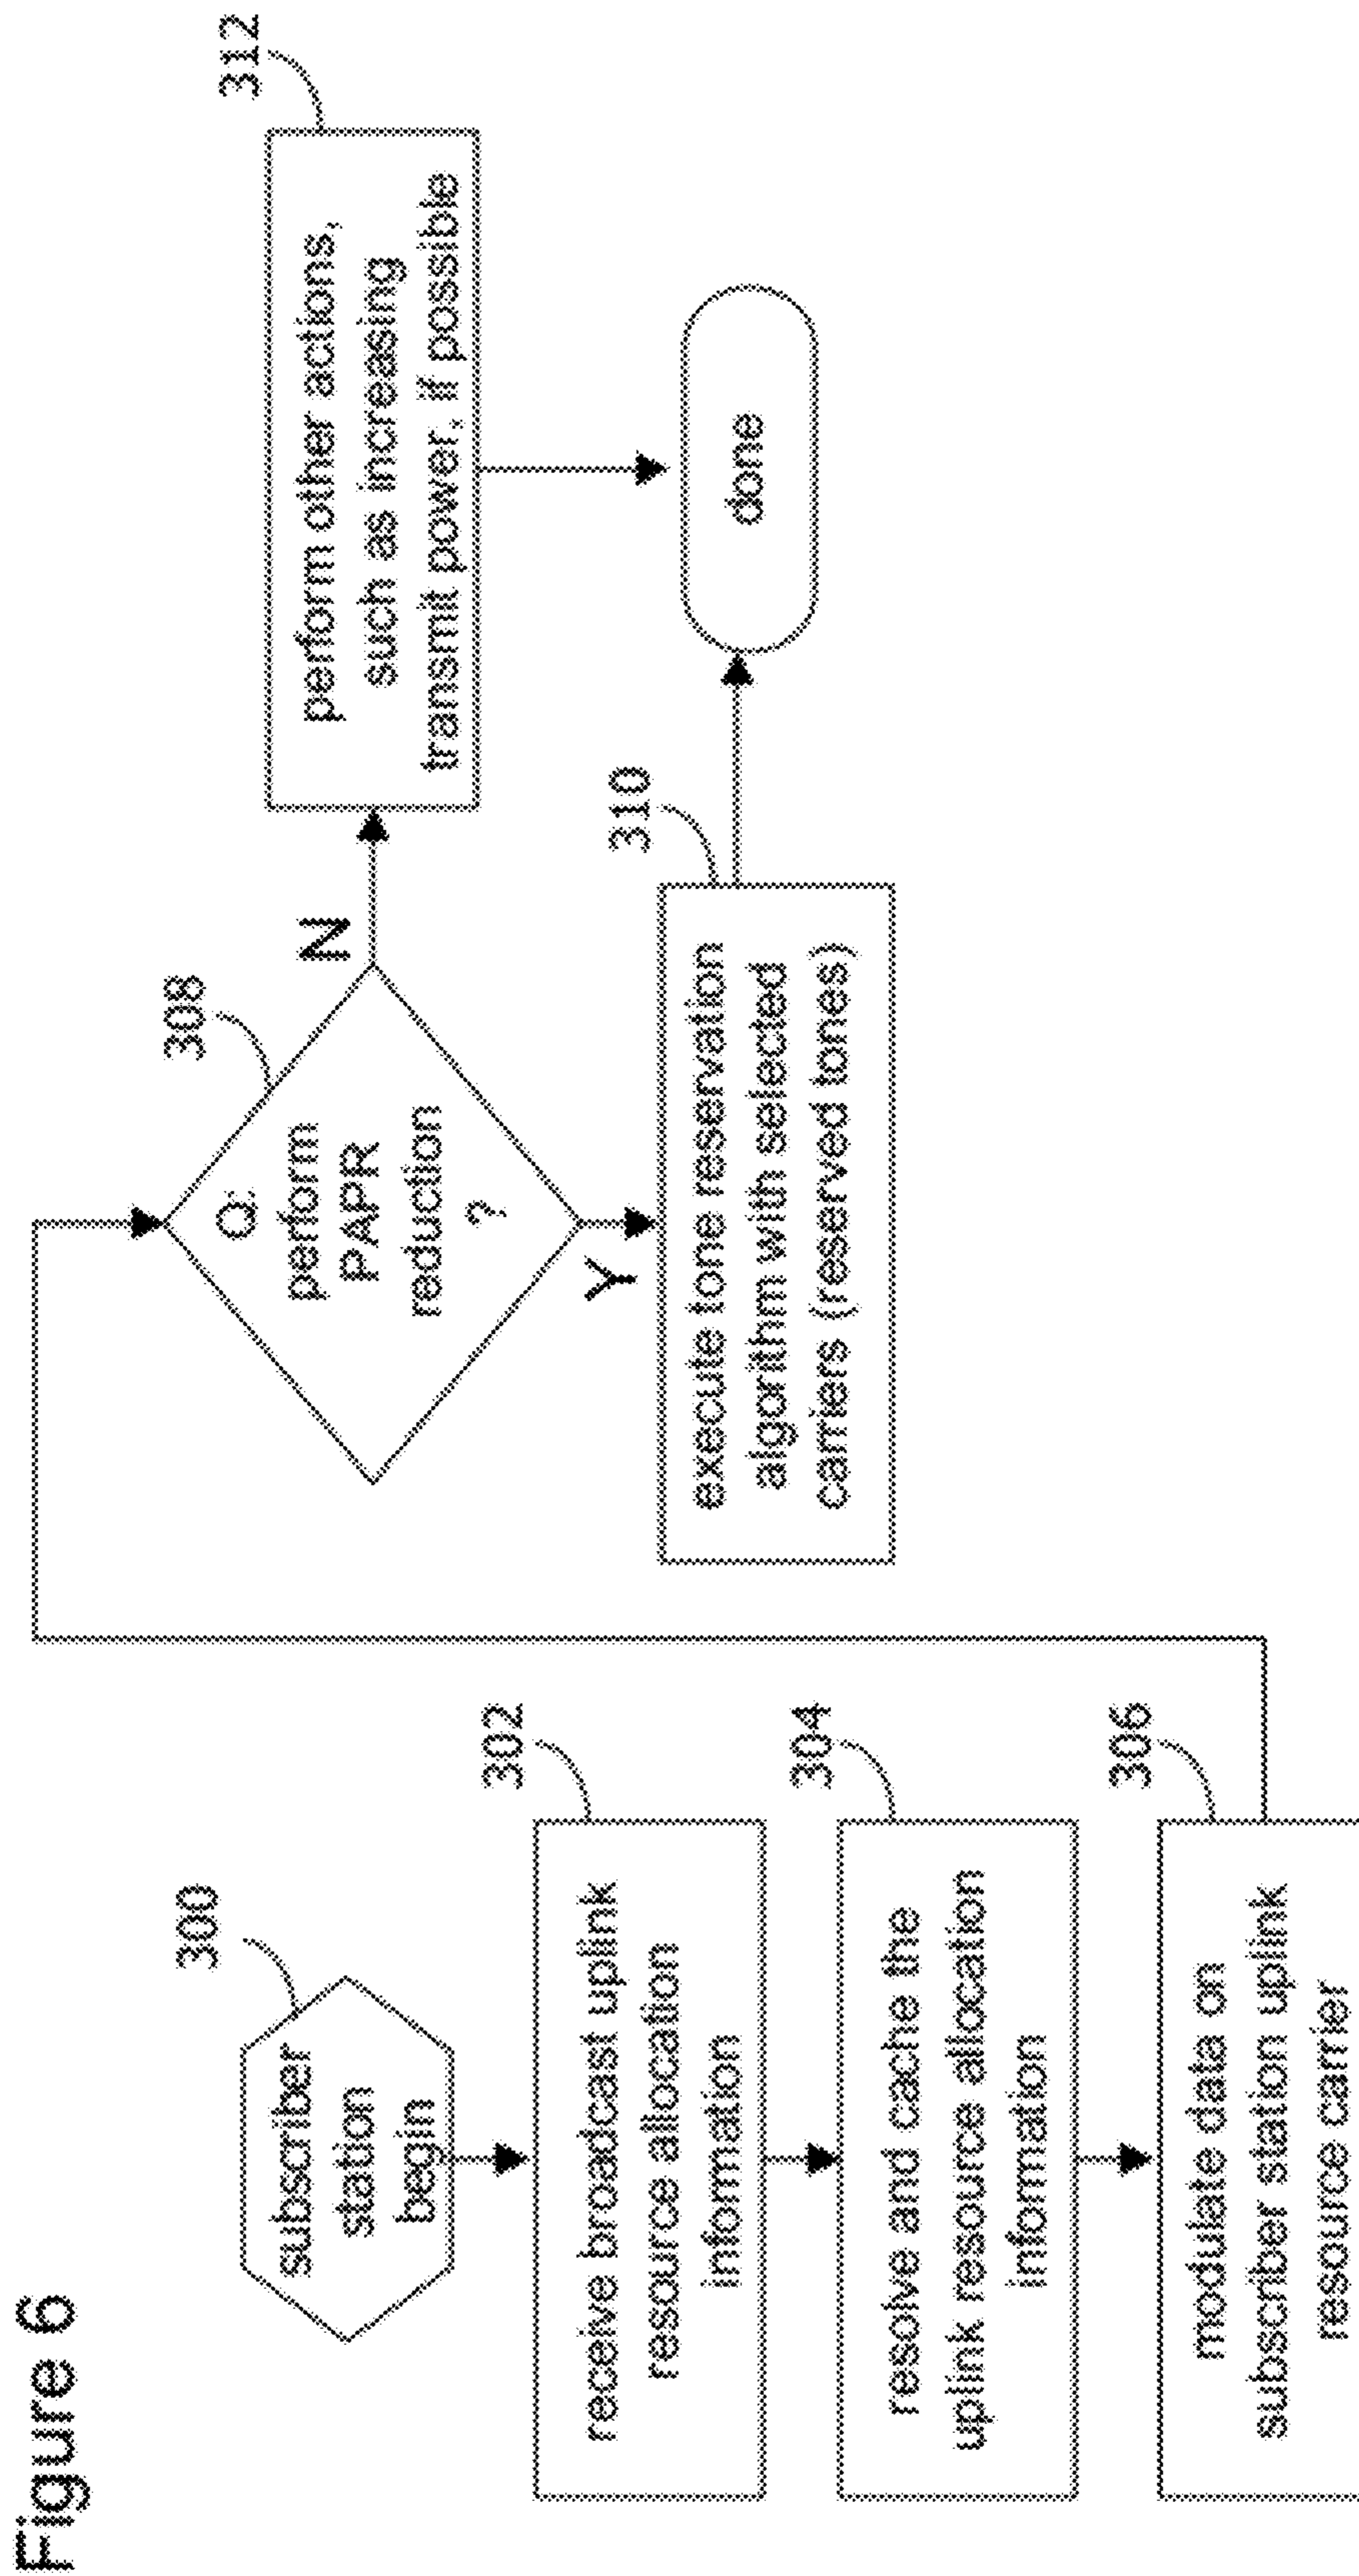 Figure 6
300
subscriber
station
begin
302
receive broadcast uplink
resource allocation
information
304
resolve and cache the
uplink resource allocation
information
306
modulate data on
subscriber station uplink
resource carrier
308
Q:
perform
PAPR
reduction
?
N
Y
312
perform other actions,
such as increasing
transmit power, if possible
310
execute tone reservation
algorithm with selected
carriers (reserved tones)
done